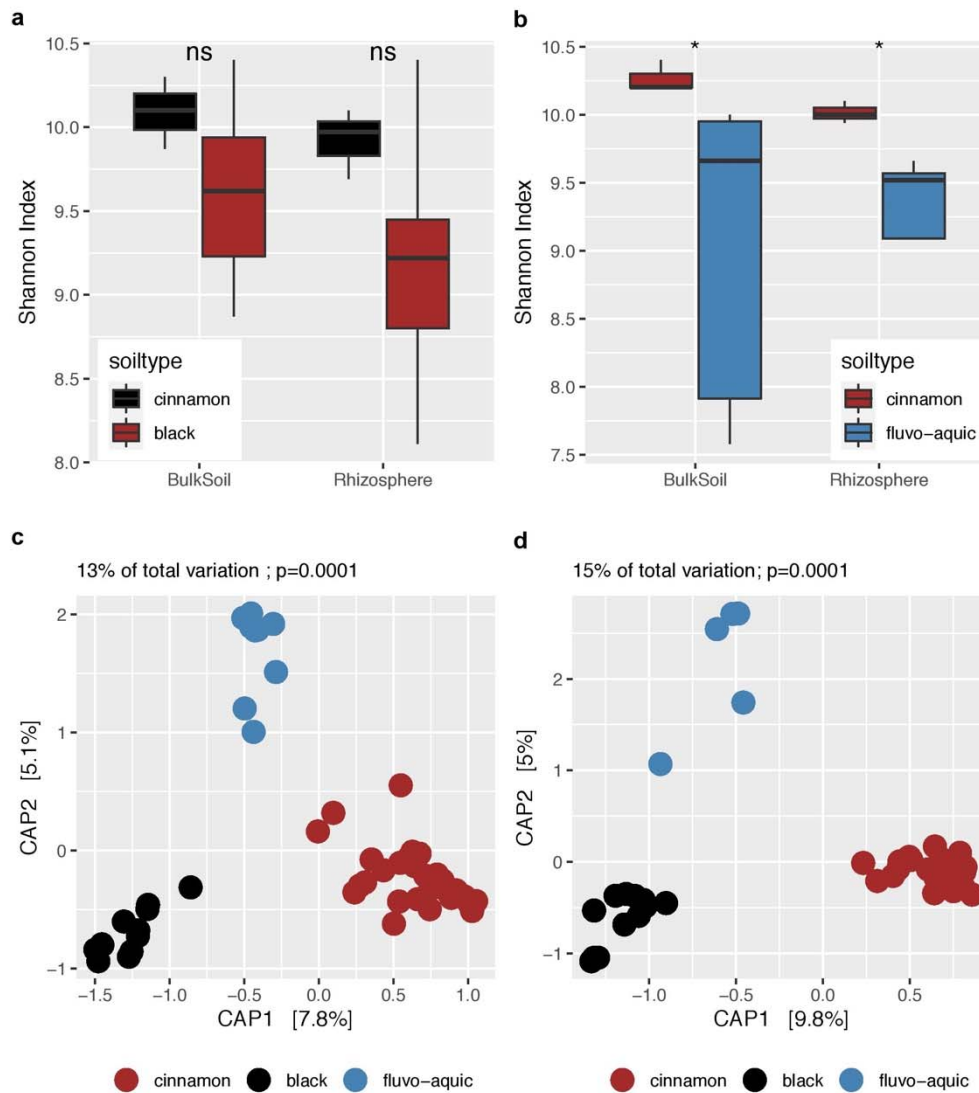 a
10.5
10.0
9.5
9.0
8.5
8.0
Shannon Index
ns
ns
soiltype
cinnamon
black
BulkSoil
Rhizosphere
b
10.5
10.0
9.5
9.0
8.5
8.0
7.5
Shannon Index
*
*
soiltype
cinnamon
fluvo-aquic
BulkSoil
Rhizosphere
c
13% of total variation ; p=0.0001
2
1
0
−1
CAP2 [5.1%]
−1.5
−1.0
−0.5
0.0
0.5
1.0
CAP1 [7.8%]
cinnamon
black
fluvo-aquic
d
15% of total variation; p=0.0001
2
1
0
−1
CAP2 [5%]
−1.0
−0.5
0.0
0.5
CAP1 [9.8%]
cinnamon
black
fluvo-aquic